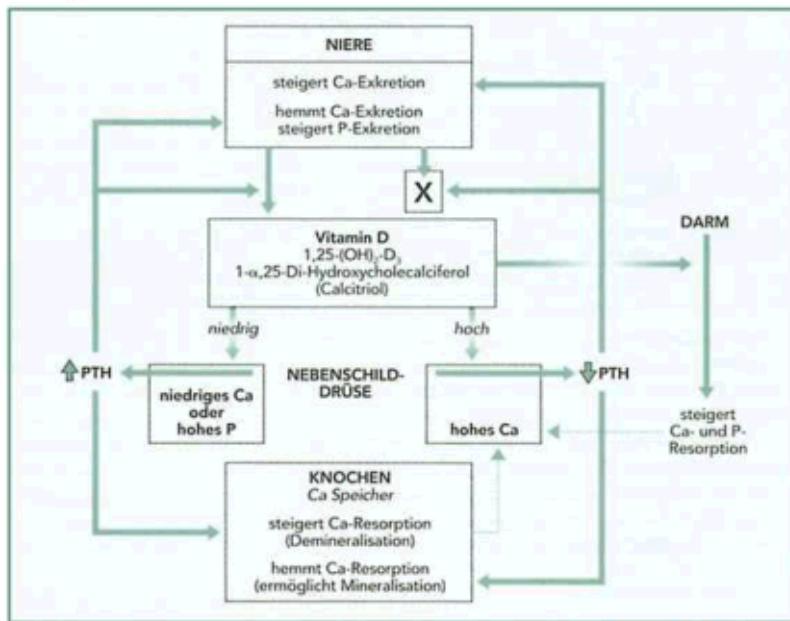 NIERE
steigert Ca-Exkretion
hemmt Ca-Exkretion
steigert P-Exkretion
X
Vitamin D
1,25-(OH)₂-D₃
1-α,25-Di-Hydroxycholecalciferol
(Calcitriol)
DARM
niedrig
hoch
PTH
niedriges Ca
oder
hohes P
NEBENSCHILD-
DRÜSE
hohes Ca
PTH
steigert
Ca- und P-
Resorption
KNOCHEN
Ca Speicher
steigert Ca-Resorption
(Demineralisation)
hemmt Ca-Resorption
(ermöglicht Mineralisation)